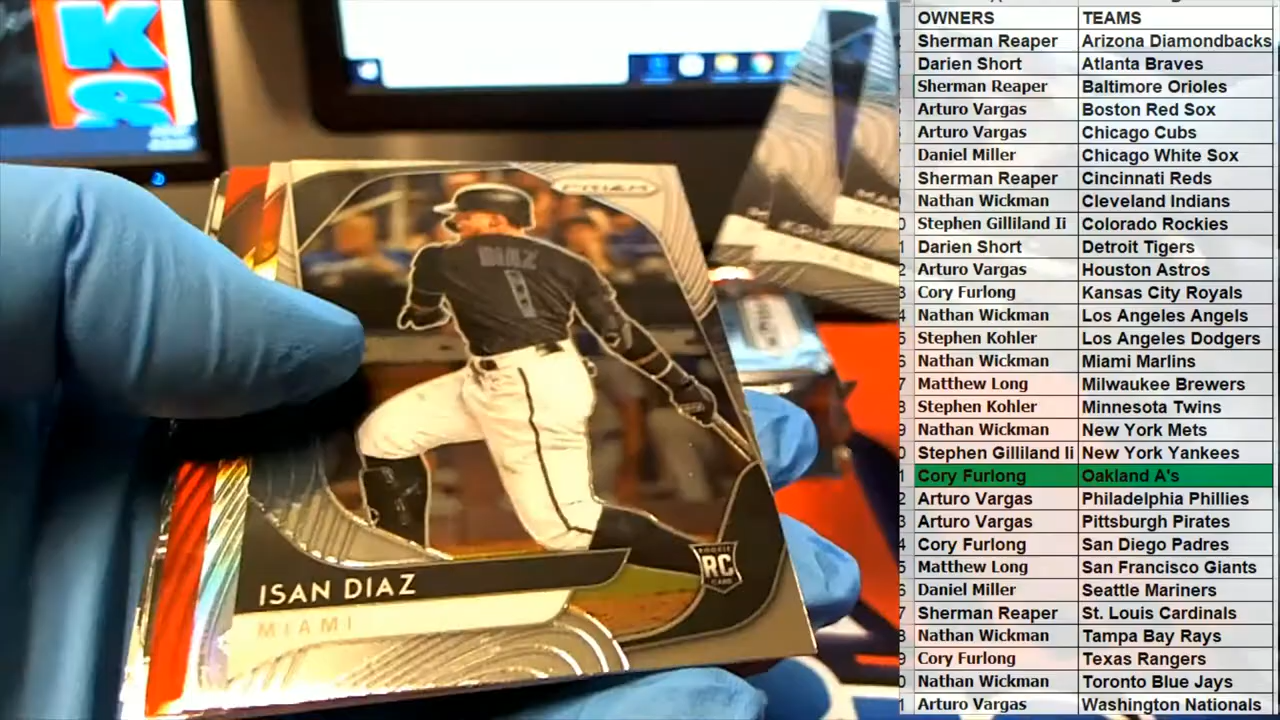 K
S
PRIZM
DIAZ
1
ISAN DIAZ
MIAMI
ROOKIE
RC
CARD
OWNERS TEAMS
Sherman Reaper Arizona Diamondbacks
Darien Short Atlanta Braves
Sherman Reaper Baltimore Orioles
Arturo Vargas Boston Red Sox
Arturo Vargas Chicago Cubs
Daniel Miller Chicago White Sox
Sherman Reaper Cincinnati Reds
Nathan Wickman Cleveland Indians
Stephen Gilliland Ii Colorado Rockies
Darien Short Detroit Tigers
Arturo Vargas Houston Astros
Cory Furlong Kansas City Royals
Nathan Wickman Los Angeles Angels
Stephen Kohler Los Angeles Dodgers
Nathan Wickman Miami Marlins
Matthew Long Milwaukee Brewers
Stephen Kohler Minnesota Twins
Nathan Wickman New York Mets
Stephen Gilliland Ii New York Yankees
Cory Furlong Oakland A's
Arturo Vargas Philadelphia Phillies
Arturo Vargas Pittsburgh Pirates
Cory Furlong San Diego Padres
Matthew Long San Francisco Giants
Daniel Miller Seattle Mariners
Sherman Reaper St. Louis Cardinals
Nathan Wickman Tampa Bay Rays
Cory Furlong Texas Rangers
Nathan Wickman Toronto Blue Jays
Arturo Vargas Washington Nationals